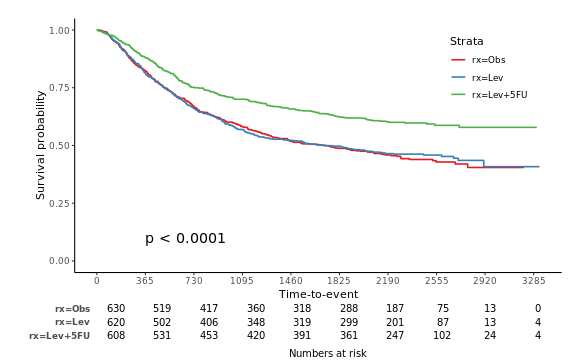 1.00
0.75
0.50
0.25
0.00
Survival probability
Strata
rx=Obs
rx=Lev
rx=Lev+5FU
p < 0.0001
0 365 730 1095 1460 1825 2190 2555 2920 3285
Time-to-event
rx=Obs 630 519 417 360 318 288 187 75 13 0
rx=Lev 620 502 406 348 319 299 201 87 13 4
rx=Lev+5FU 608 531 453 420 391 361 247 102 24 4
Numbers at risk